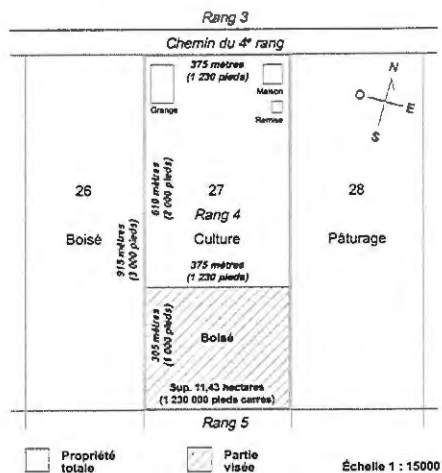 Rang 3
Chemin du 4e rang
375 mètres
(1 230 pieds)
Grange
Maison
Remise
N
O
E
S
26
Boisé
915 mètres
(3 000 pieds)
610 mètres
(2 000 pieds)
27
Rang 4
Culture
28
Pâturage
375 mètres
(1 230 pieds)
305 mètres
(1 000 pieds)
Boisé
Sup. 11,43 hectares
(1 230 000 pieds carrés)
Rang 5
Propriété
totale
Partie
visée
Échelle 1 : 15000